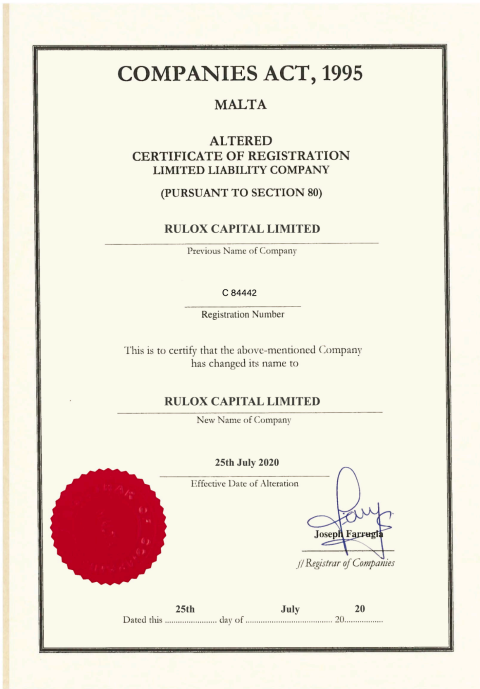 COMPANIES ACT, 1995
MALTA
ALTERED
CERTIFICATE OF REGISTRATION
LIMITED LIABILITY COMPANY
(PURSUANT TO SECTION 80)
RULOX CAPITAL LIMITED
Previous Name of Company
C 84442
Registration Number
This is to certify that the above-mentioned Company
has changed its name to
RULOX CAPITAL LIMITED
New Name of Company
25th July 2020
Effective Date of Alteration
Joseph Farrugia
f/ Registrar of Companies
25th July 20
Dated this ...................... day of .................................... 20.................